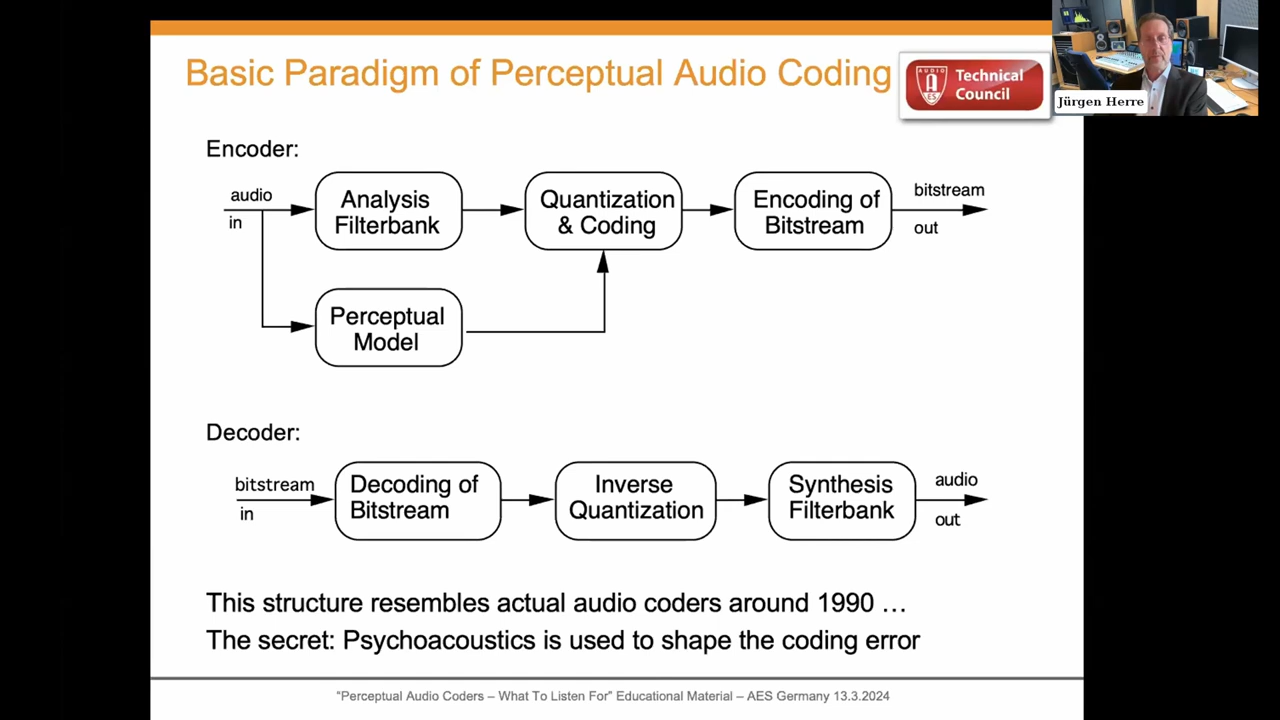 Basic Paradigm of Perceptual Audio Coding
AUDIO
AES
Technical
Council
Jürgen Herre
Encoder:
audio
in
Analysis
Filterbank
Quantization
& Coding
Encoding of
Bitstream
bitstream
out
Perceptual
Model
Decoder:
bitstream
in
Decoding of
Bitstream
Inverse
Quantization
Synthesis
Filterbank
audio
out
This structure resembles actual audio coders around 1990 …
The secret: Psychoacoustics is used to shape the coding error
“Perceptual Audio Coders – What To Listen For” Educational Material – AES Germany 13.3.2024